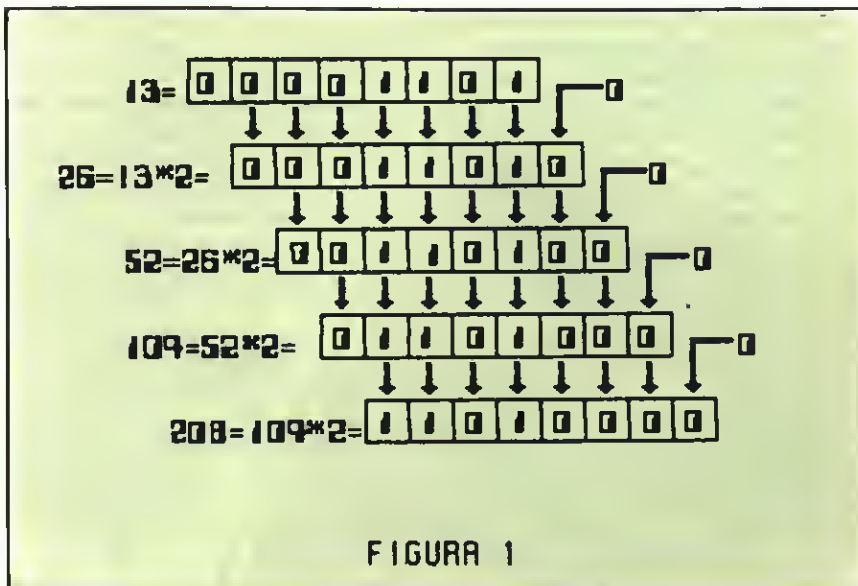 13= 0 0 0 0 1 1 0 1 0
26=13*2= 0 0 0 1 1 0 1 0 0
52=26*2= 0 0 1 1 0 1 0 0 0
104=52*2= 0 1 1 0 1 0 0 0 0
208=104*2= 1 1 0 1 0 0 0 0
FIGURA 1